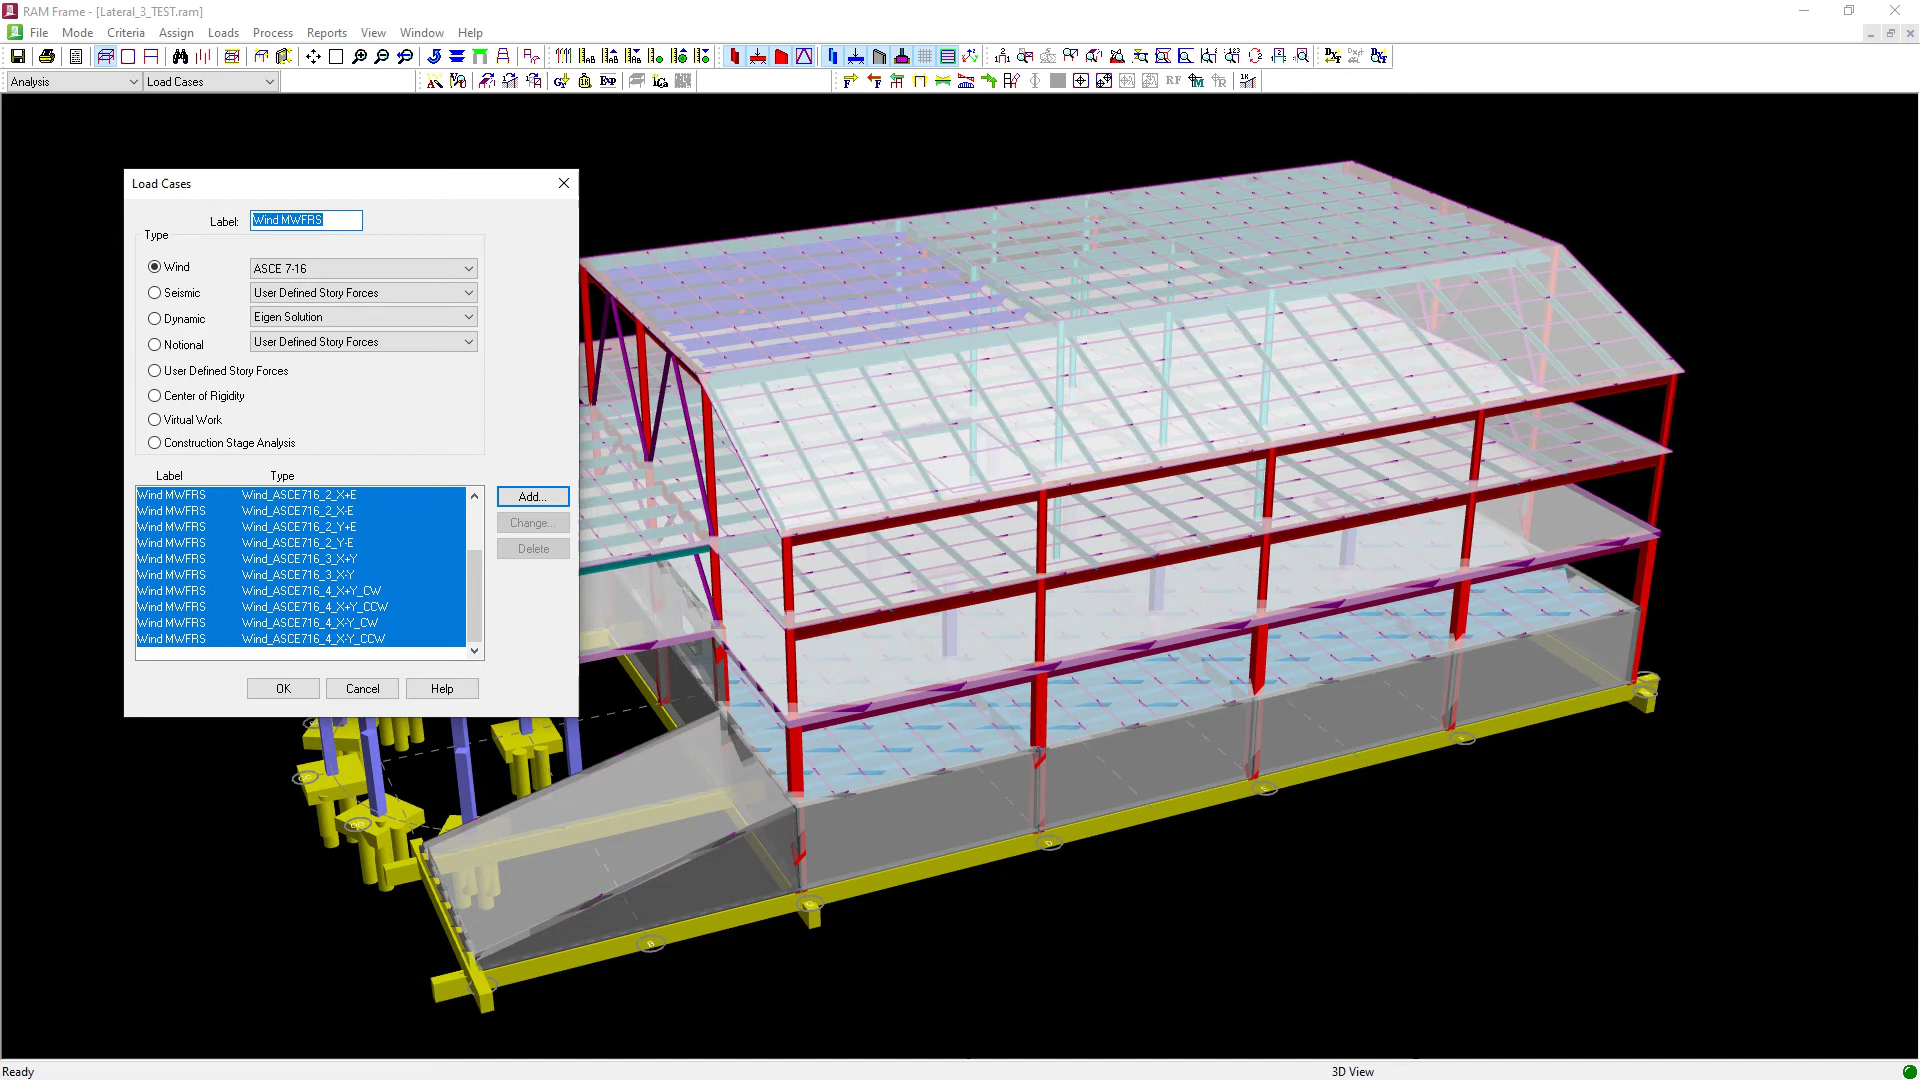 RAM Frame - [Lateral_3_TEST.ram]
File Mode Criteria Assign Loads Process Reports View Window Help
Analysis Load Cases
RF
Load Cases
Label: Wind MWFRS
Type
Wind ASCE 7-16
Seismic User Defined Story Forces
Dynamic Eigen Solution
Notional User Defined Story Forces
User Defined Story Forces
Center of Rigidity
Virtual Work
Construction Stage Analysis
Label Type
Wind MWFRS Wind_ASCE716_2_X+E
Wind MWFRS Wind_ASCE716_2_X-E
Wind MWFRS Wind_ASCE716_2_Y+E
Wind MWFRS Wind_ASCE716_2_Y-E
Wind MWFRS Wind_ASCE716_3_X+Y
Wind MWFRS Wind_ASCE716_3_X-Y
Wind MWFRS Wind_ASCE716_4_X+Y_CW
Wind MWFRS Wind_ASCE716_4_X+Y_CCW
Wind MWFRS Wind_ASCE716_4_X-Y_CW
Wind MWFRS Wind_ASCE716_4_X-Y_CCW
Add...
Change...
Delete
OK Cancel Help
D
C
B
Ready 3D View